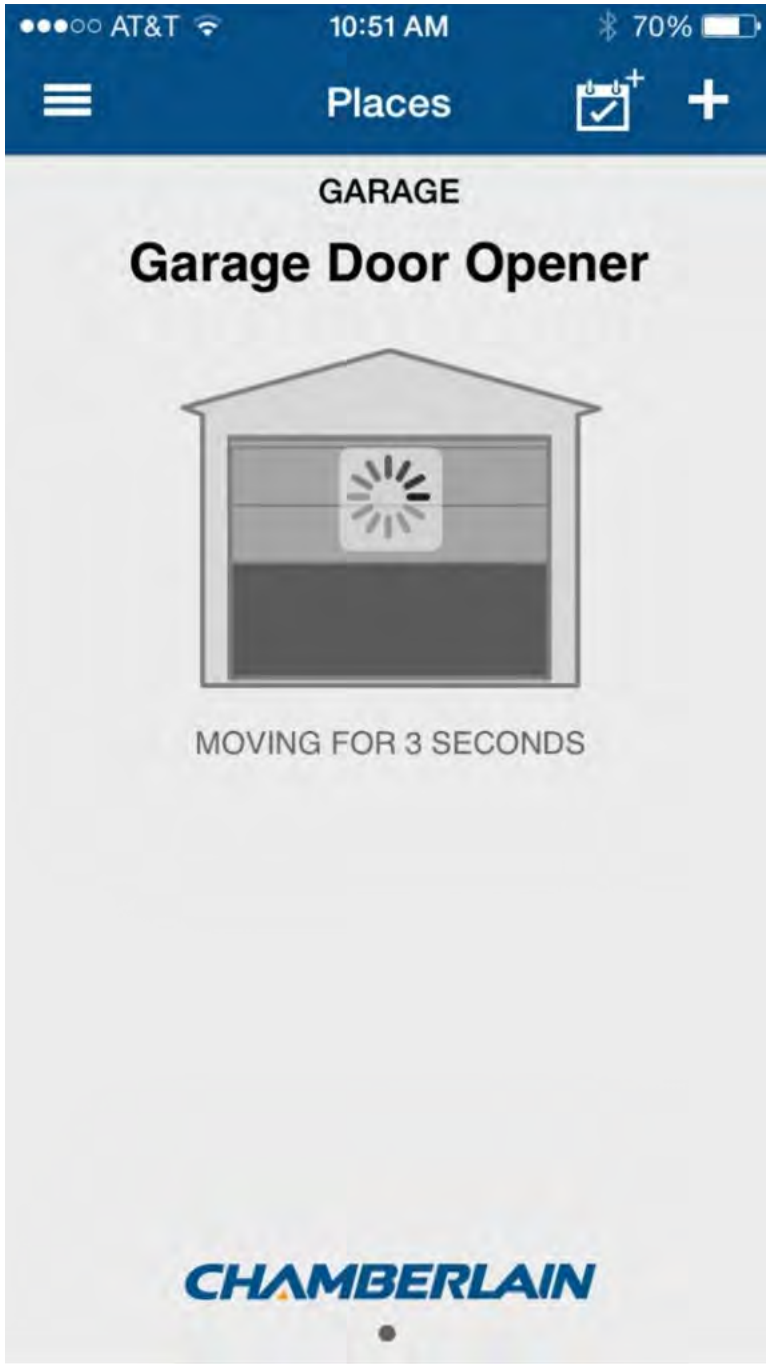 AT&T 10:51 AM 70%
Places
GARAGE
Garage Door Opener
MOVING FOR 3 SECONDS
CHAMBERLAIN